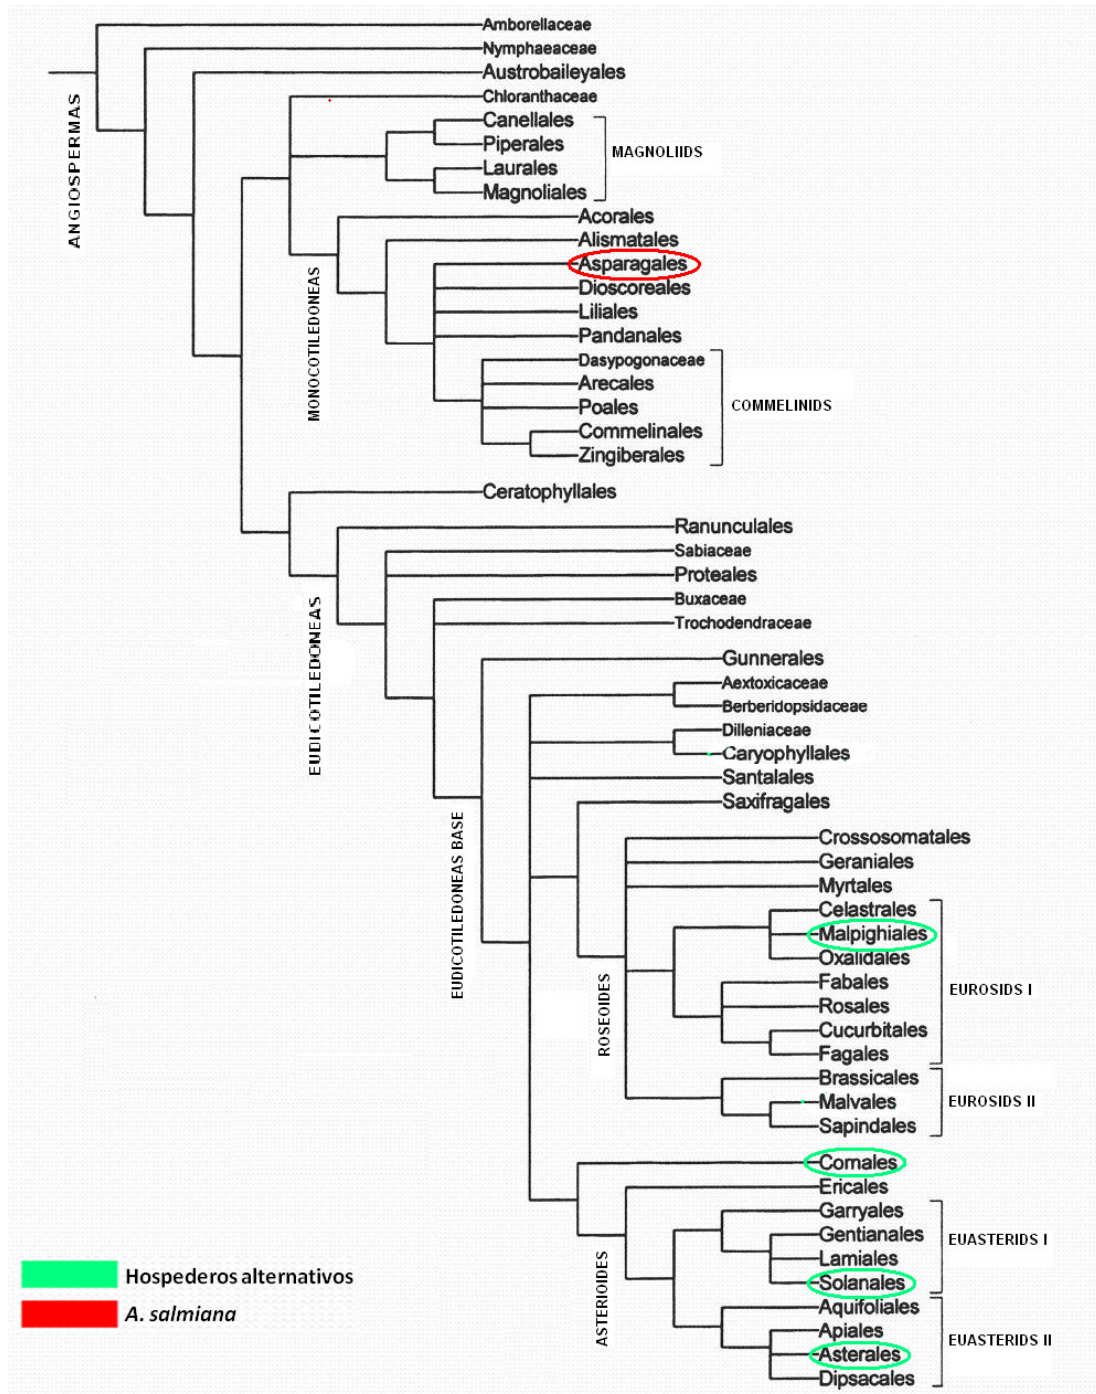 Amborellaceae
Nymphaeaceae
Austrobaileyales
Chloranthaceae
Canellales
Piperales
Laurales
Magnoliales
MAGNOLIIDS
ANGIOSPERMAS
Acorales
Alismatales
Asparagales
Dioscoreales
Liliales
Pandanales
Dasypogonaceae
Arecales
Poales
Commelinales
Zingiberales
COMMELINIDS
MONOCOTILEDONEAS
Ceratophyllales
Ranunculales
Sabiaceae
Proteales
Buxaceae
Trochodendraceae
EUDICOTILEDONEAS
Gunnerales
Aextoxicaceae
Berberidopsidaceae
Dilleniaceae
Caryophyllales
Santalales
Saxifragales
EUDICOTILEDONEAS BASE
Crossosomatales
Geraniales
Myrtales
Celastrales
Malpighiales
Oxalidales
Fabales
Rosales
Cucurbitales
Fagales
EUROSIDS I
ROSEOIDES
Brassicales
Malvales
Sapindales
EUROSIDS II
Cornales
Ericales
Garryales
Gentianales
Lamiales
Solanales
EUASTERIDS I
ASTERIOIDES
Aquifoliales
Apiales
Asterales
Dipsacales
EUASTERIDS II
Hospederos alternativos
A. salmiana